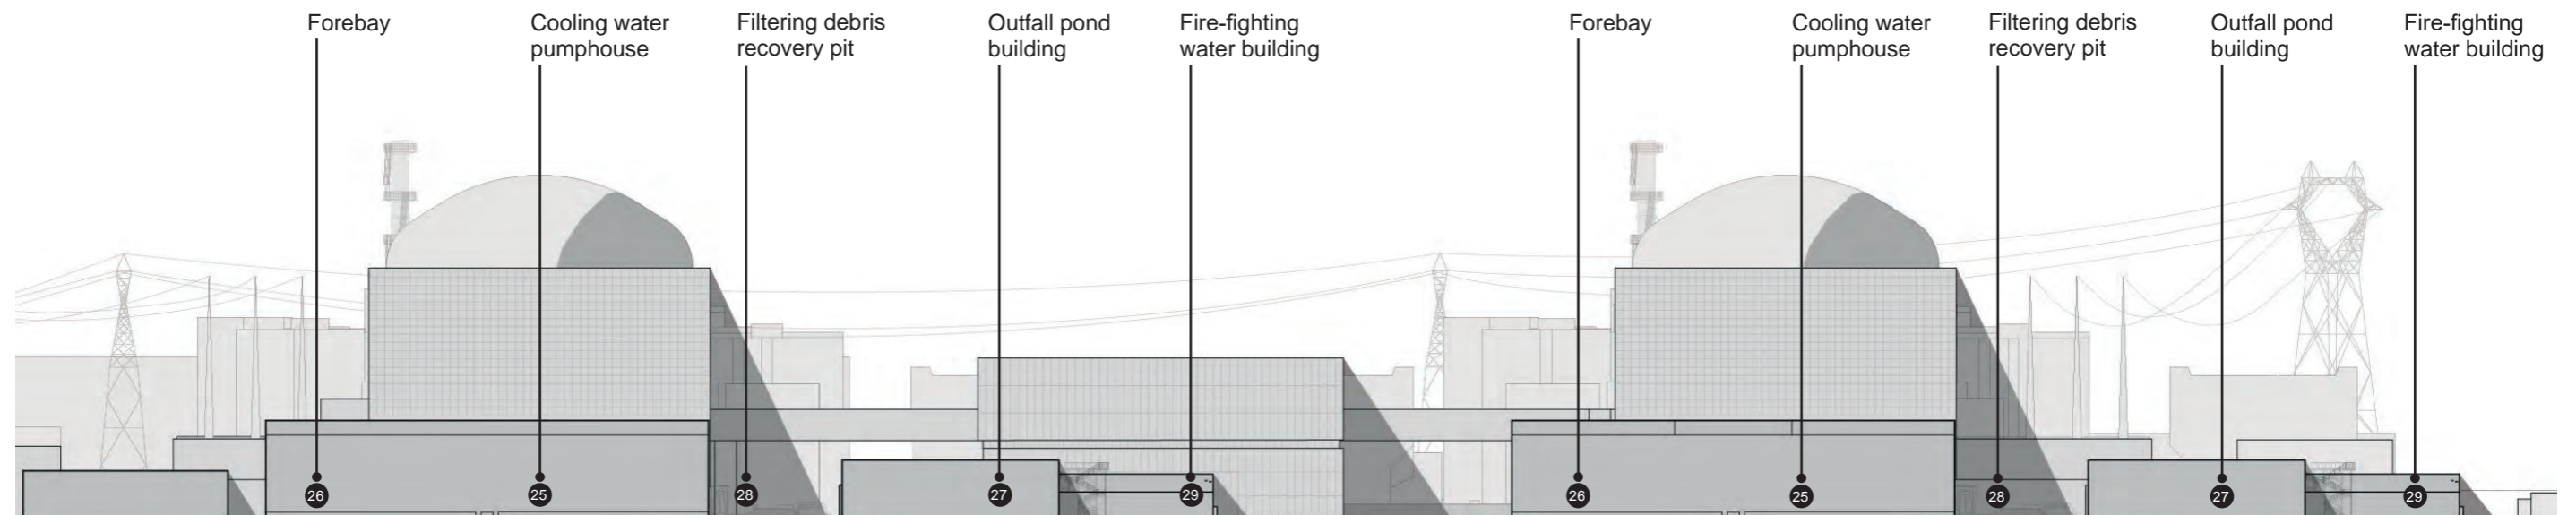 Forebay
Cooling water
pumphouse
Filtering debris
recovery pit
Outfall pond
building
Fire-fighting
water building
Forebay
Cooling water
pumphouse
Filtering debris
recovery pit
Outfall pond
building
Fire-fighting
water building
26
25
28
27
29
26
25
28
27
29